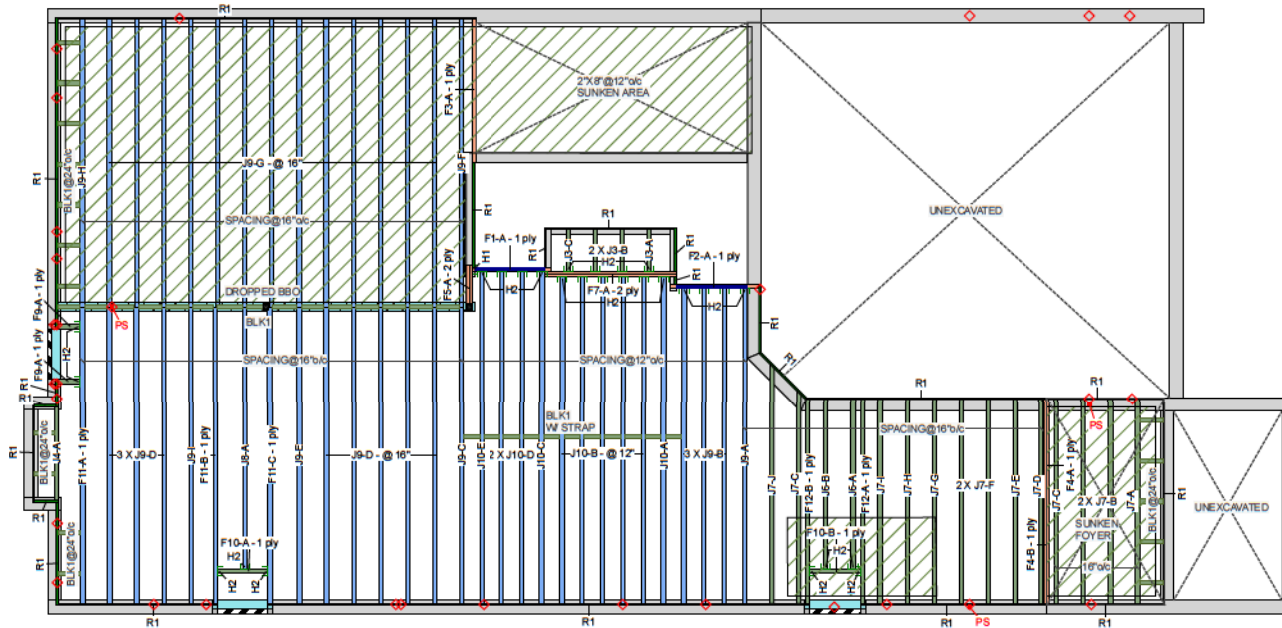 R1
2"X8"@12"o/c
SUNKEN AREA
F3-A - 1 ply
J9-F
J9-H
BLK1@24"o/c
R1
J9-G - @ 16"
SPACING@16"o/c
UNEXCAVATED
R1
R1
F1-A - 1 ply
R1
2 X J3-B
H2
J3-C
J3-A
R1
R1
F2-A - 1 ply
H1
H2
F5-A - 2 ply
F7-A - 2 ply
H2
H2
DROPPED BBO
BLK1
PS
F9-A - 1 ply
H2
F9-A - 1 ply
R1
R1
SPACING@16"o/c
SPACING@12"o/c
R1
R1
R1
R1
BLK1
W/ STRAP
SPACING@16"o/c
PS
R1
BLK1@24"o/c
J4-A
F11-A - 1 ply
3 X J9-D
J9-I
F11-B - 1 ply
J8-A
F11-C - 1 ply
J9-E
J9-D - @ 16"
J9-C
J10-E
2 X J10-D
J10-C
J10-B - @ 12"
J10-A
3 X J9-B
J9-A
J7-J
J7-C
F12-B - 1 ply
J6-B
J6-A
F12-A - 1 ply
J7-I
J7-H
J7-G
2 X J7-F
J7-E
J7-D
F4-B - 1 ply
J7-C
F4-A - 1 ply
2 X J7-B
J7-A
BLK1@24"o/c
R1
SUNKEN
FOYER
16"o/c
UNEXCAVATED
R1
R1
BLK1@24"o/c
F10-A - 1 ply
H2
H2
H2
F10-B - 1 ply
H2
H2
H2
R1
R1
R1
PS
R1